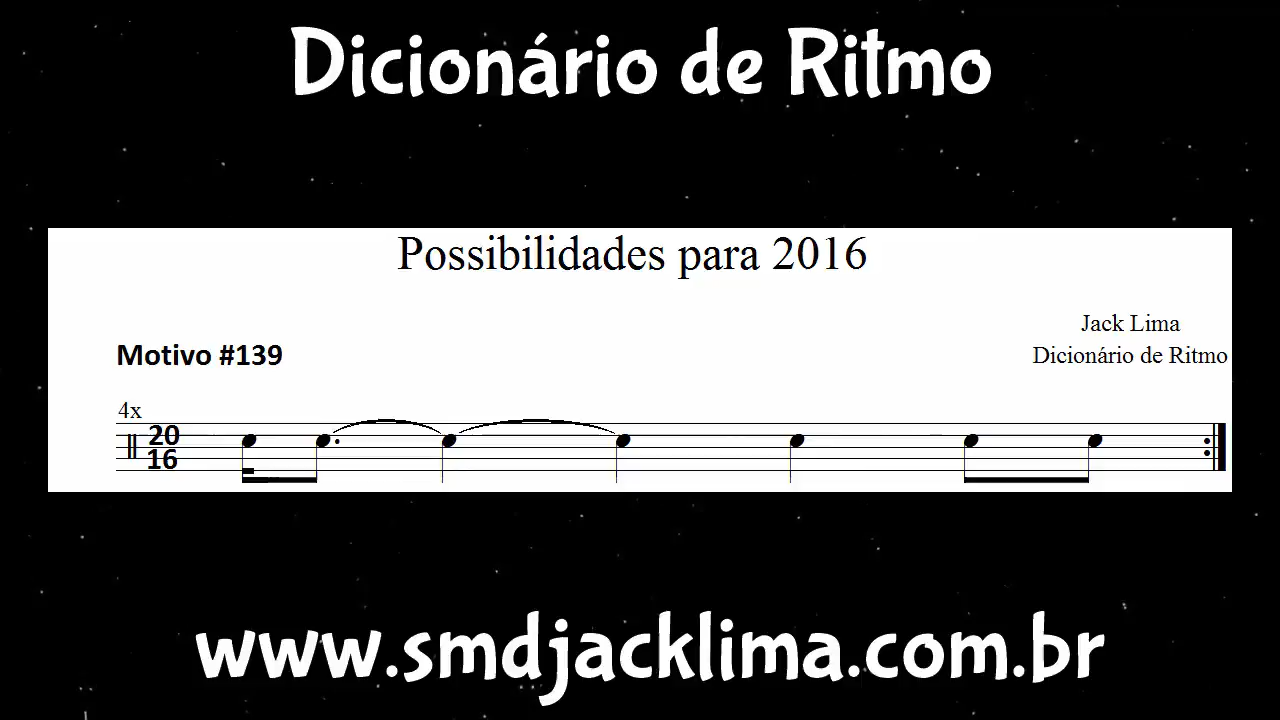 Dicionário de Ritmo
Possibilidades para 2016
Jack Lima
Motivo #139
Dicionário de Ritmo
4x
20
16
www.smdjacklima.com.br